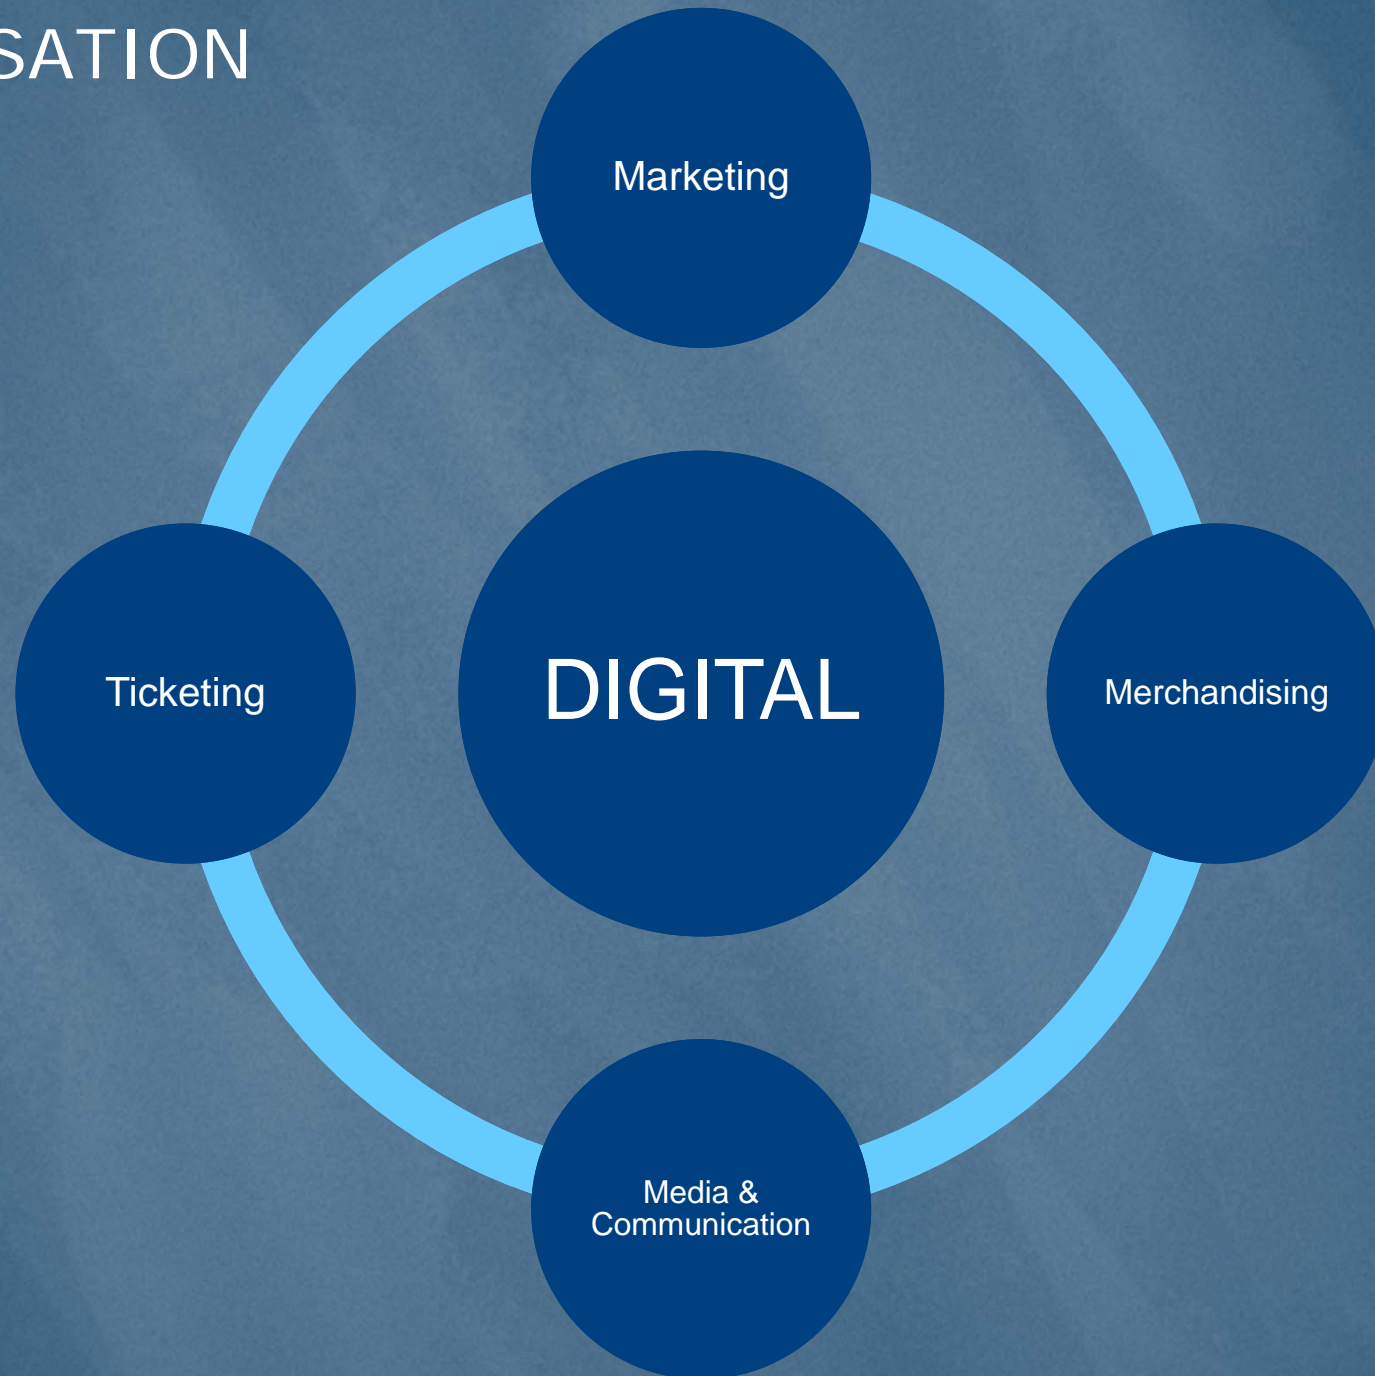 SATION
Marketing
Ticketing
DIGITAL
Merchandising
Media &
Communication